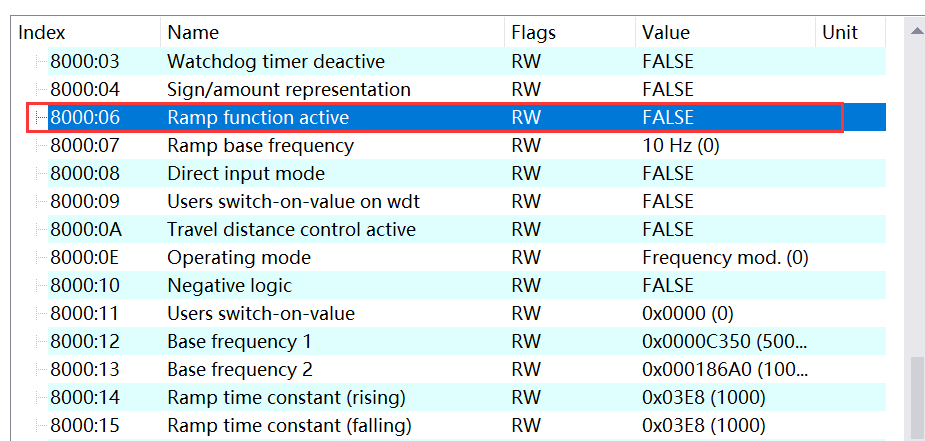 Index Name Flags Value Unit
8000:03 Watchdog timer deactive RW FALSE
8000:04 Sign/amount representation RW FALSE
8000:06 Ramp function active RW FALSE
8000:07 Ramp base frequency RW 10 Hz (0)
8000:08 Direct input mode RW FALSE
8000:09 Users switch-on-value on wdt RW FALSE
8000:0A Travel distance control active RW FALSE
8000:0E Operating mode RW Frequency mod. (0)
8000:10 Negative logic RW FALSE
8000:11 Users switch-on-value RW 0x0000 (0)
8000:12 Base frequency 1 RW 0x0000C350 (500...
8000:13 Base frequency 2 RW 0x000186A0 (100...
8000:14 Ramp time constant (rising) RW 0x03E8 (1000)
8000:15 Ramp time constant (falling) RW 0x03E8 (1000)